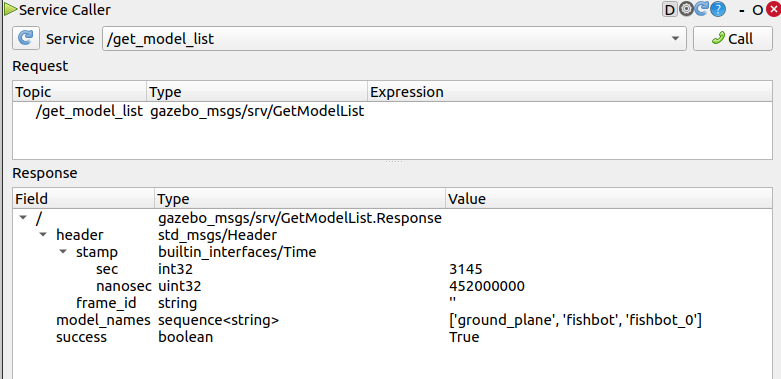 Service Caller D ? - O
Service /get_model_list Call
Request
Topic Type Expression
/get_model_list gazebo_msgs/srv/GetModelList
Response
Field Type Value
/ gazebo_msgs/srv/GetModelList.Response
header std_msgs/Header
stamp builtin_interfaces/Time
sec int32 3145
nanosec uint32 452000000
frame_id string ''
model_names sequence<string> ['ground_plane', 'fishbot', 'fishbot_0']
success boolean True